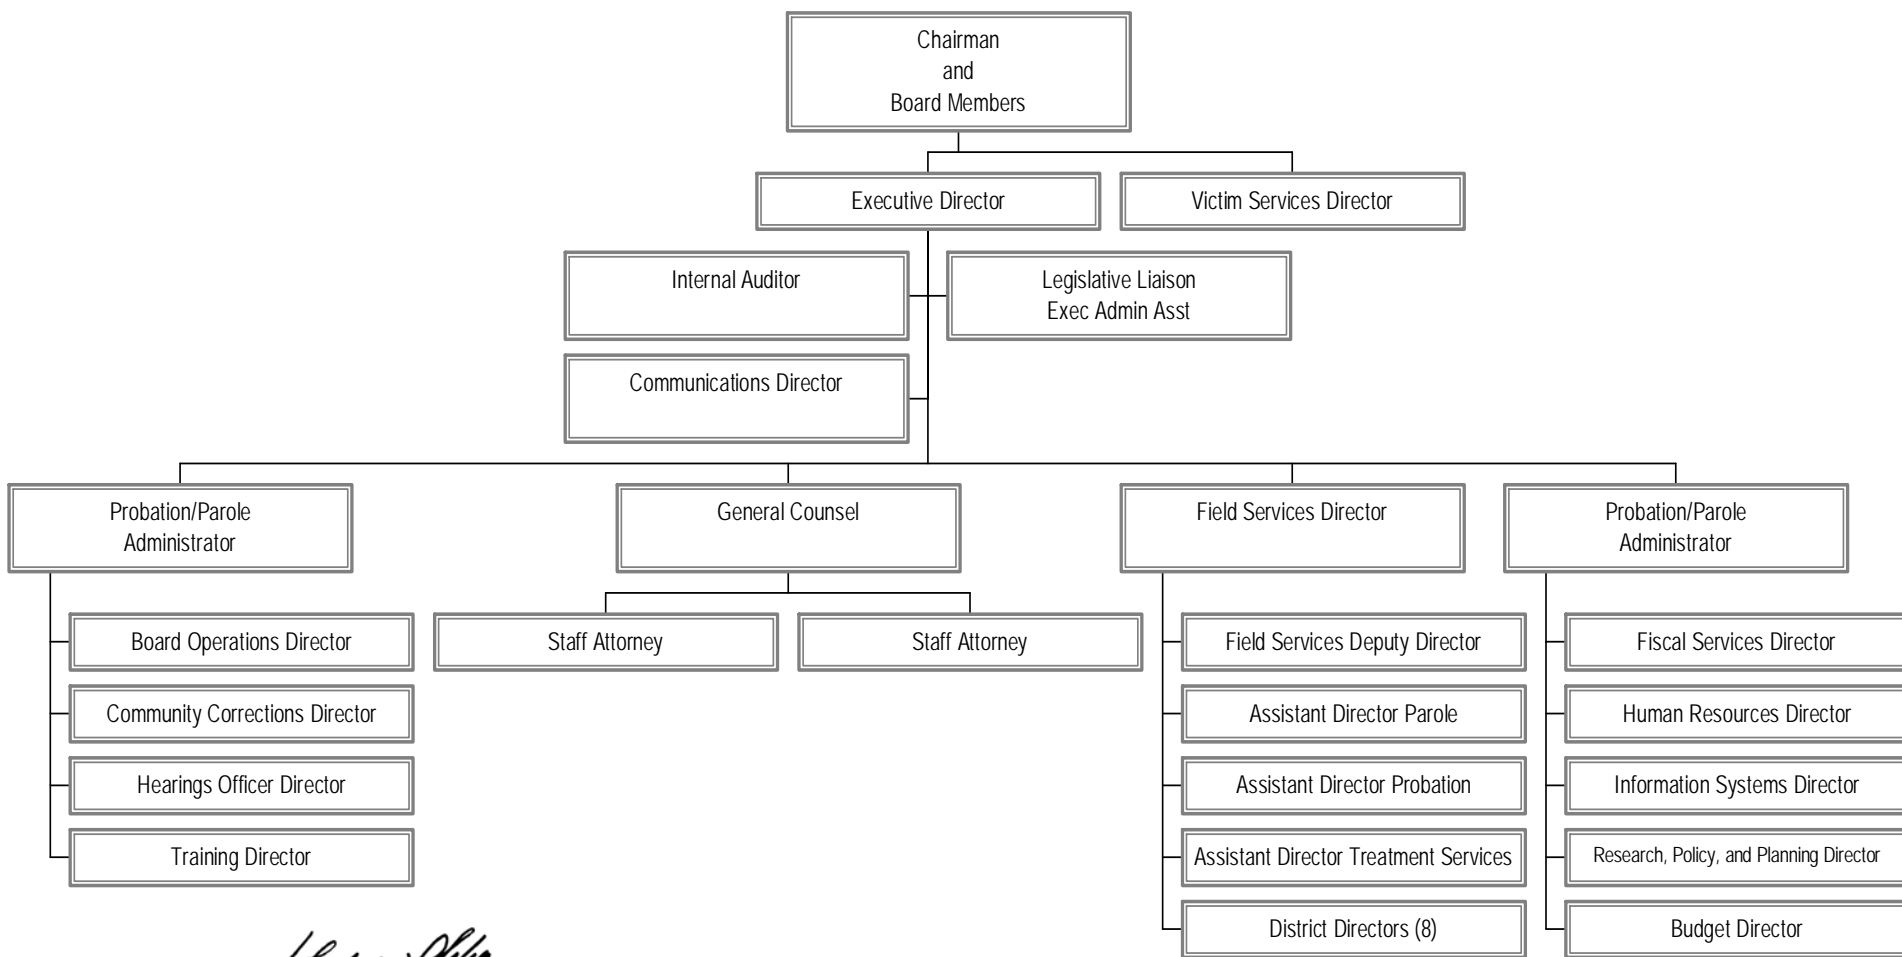 Chairman
and
Board Members
Executive Director
Victim Services Director
Internal Auditor
Legislative Liaison
Exec Admin Asst
Communications Director
Probation/Parole
Administrator
General Counsel
Field Services Director
Probation/Parole
Administrator
Board Operations Director
Community Corrections Director
Hearings Officer Director
Training Director
Staff Attorney
Staff Attorney
Field Services Deputy Director
Assistant Director Parole
Assistant Director Probation
Assistant Director Treatment Services
District Directors (8)
Fiscal Services Director
Human Resources Director
Information Systems Director
Research, Policy, and Planning Director
Budget Director